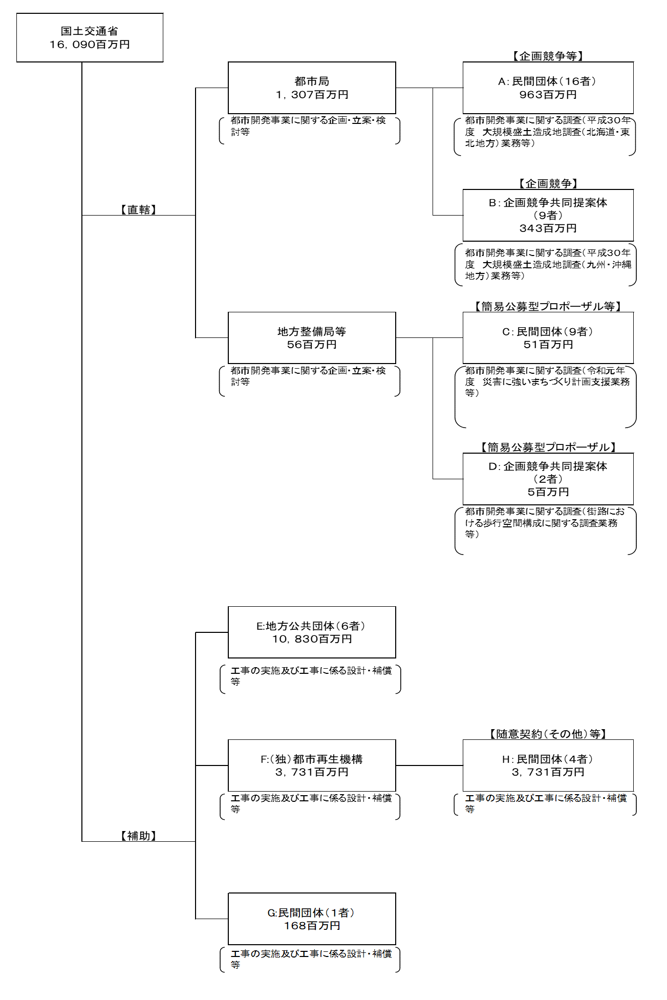 国土交通省
１６，０９０百万円
【直轄】
都市局
１，３０７百万円
都市開発事業に関する企画・立案・検
討等
【企画競争等】
Ａ：民間団体（１６者）
９６３百万円
都市開発事業に関する調査（平成３０年
度　大規模盛土造成地調査（北海道・東
北地方）業務等）
【企画競争】
Ｂ：企画競争共同提案体
（９者）
３４３百万円
都市開発事業に関する調査（平成３０年
度　大規模盛土造成地調査（九州・沖縄
地方）業務等）
地方整備局等
５６百万円
都市開発事業に関する企画・立案・検
討等
【簡易公募型プロポーザル等】
Ｃ：民間団体（９者）
５１百万円
都市開発事業に関する調査（令和元年
度　災害に強いまちづくり計画支援業務
等）
【簡易公募型プロポーザル】
Ｄ：企画競争共同提案体
（２者）
５百万円
都市開発事業に関する調査（街路にお
ける歩行空間構成に関する調査業務
等）
【補助】
E:地方公共団体（６者）
１０，８３０百万円
工事の実施及び工事に係る設計・補償
等
F:（独）都市再生機構
３，７３１百万円
工事の実施及び工事に係る設計・補償
等
【随意契約（その他）等】
Ｈ：民間団体（４者）
３，７３１百万円
工事の実施及び工事に係る設計・補償
等
G:民間団体（１者）
１６８百万円
工事の実施及び工事に係る設計・補償
等